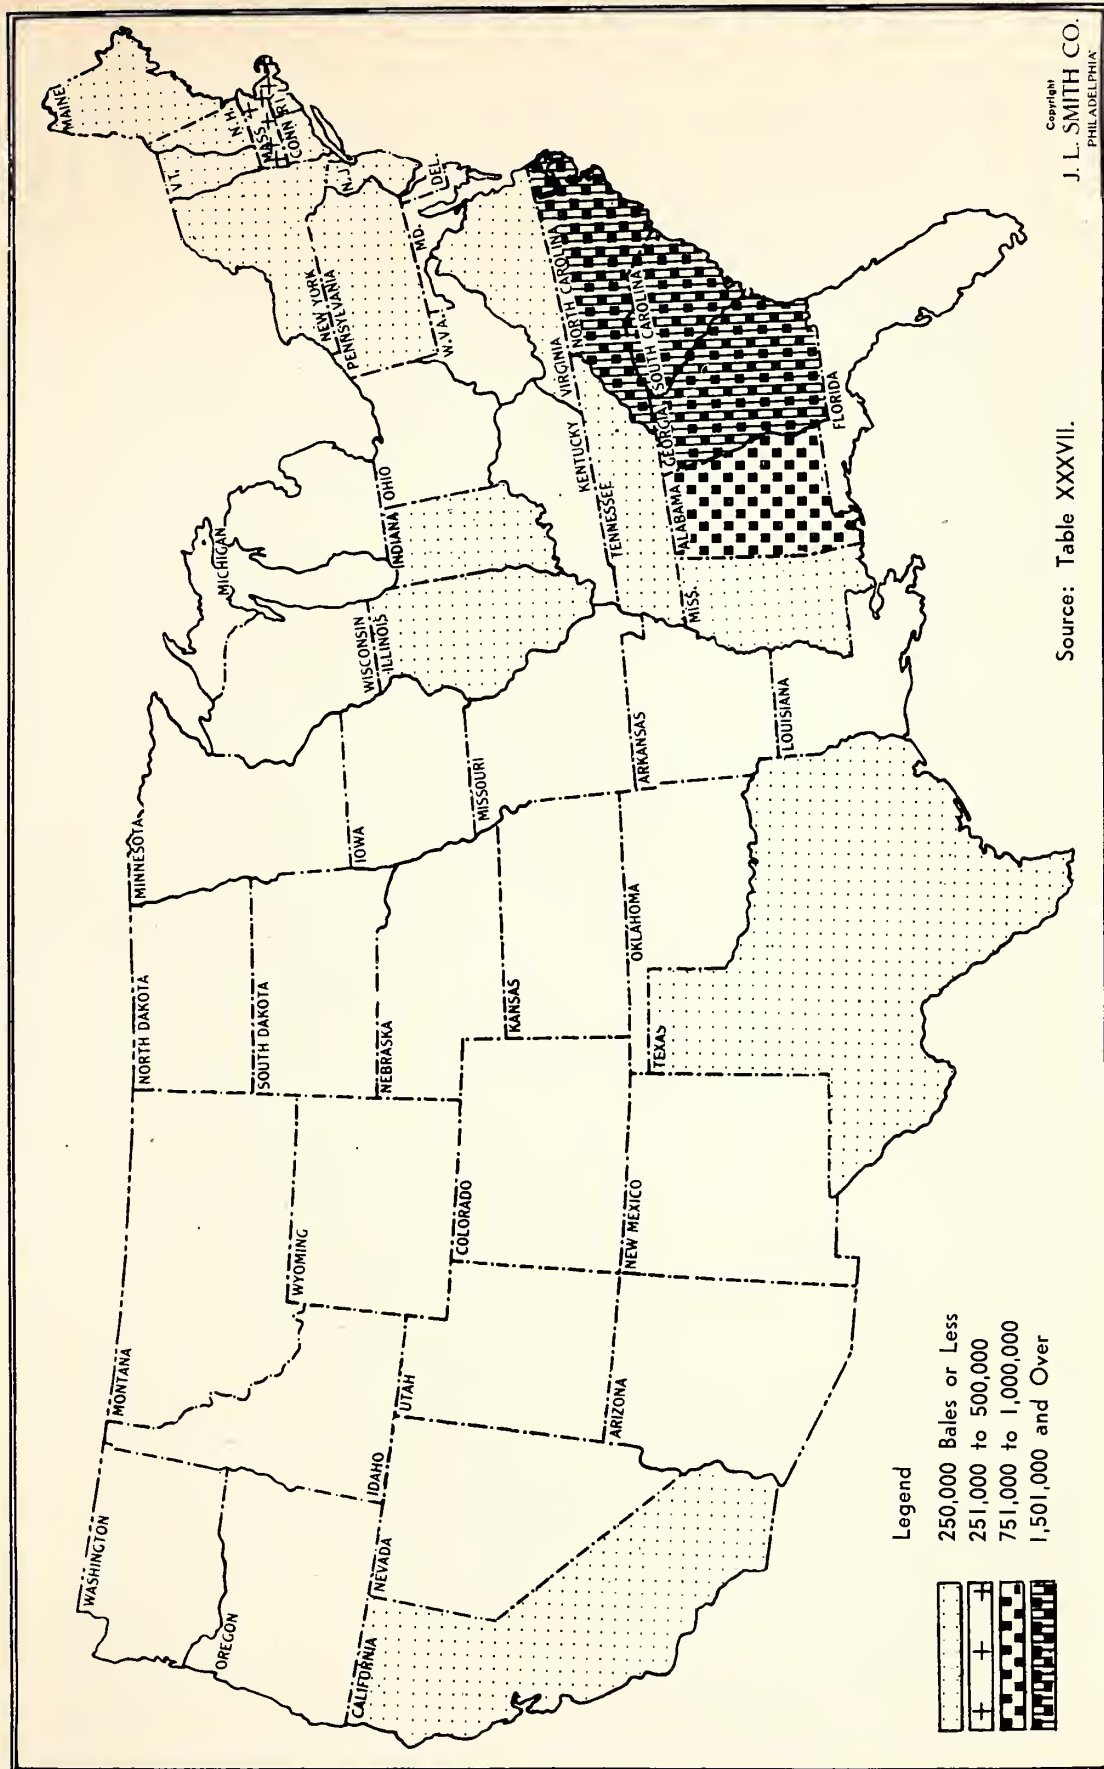 WASHINGTON
MONTANA
NORTH DAKOTA
MINNESOTA
MAINE
VT.
N. H.
MASS
CONN
RI
OREGON
IDAHO
WYOMING
SOUTH DAKOTA
WISCONSIN
MICHIGAN
NEW YORK
PENNSYLVANIA
N.J.
CALIFORNIA
NEVADA
UTAH
COLORADO
NEBRASKA
IOWA
ILLINOIS
INDIANA
OHIO
W.VA.
MD.
DEL.
ARIZONA
NEW MEXICO
KANSAS
MISSOURI
KENTUCKY
VIRGINIA
TEXAS
OKLAHOMA
ARKANSAS
TENNESSEE
NORTH CAROLINA
LOUISIANA
MISS.
ALABAMA
GEORGIA
SOUTH CAROLINA
FLORIDA
Legend
250,000 Bales or Less
251,000 to 500,000
751,000 to 1,000,000
1,501,000 and Over
Source: Table XXXVII.
Copyright
J. L. SMITH CO.
PHILADELPHIA